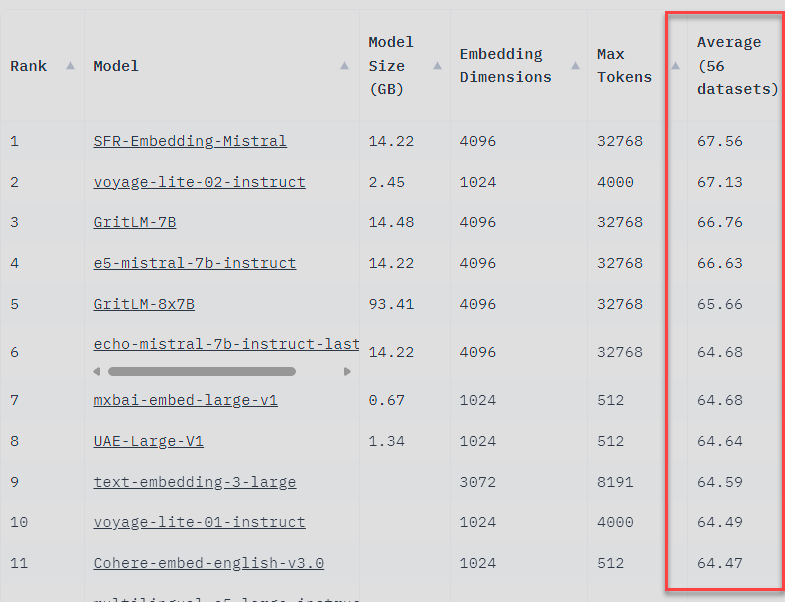 Rank Model Model Size (GB) Embedding Dimensions Max Tokens Average (56 datasets)
1 SFR-Embedding-Mistral 14.22 4096 32768 67.56
2 voyage-lite-02-instruct 2.45 1024 4000 67.13
3 GritLM-7B 14.48 4096 32768 66.76
4 e5-mistral-7b-instruct 14.22 4096 32768 66.63
5 GritLM-8x7B 93.41 4096 32768 65.66
6 echo-mistral-7b-instruct-last 14.22 4096 32768 64.68
7 mxbai-embed-large-v1 0.67 1024 512 64.68
8 UAE-Large-V1 1.34 1024 512 64.64
9 text-embedding-3-large 3072 8191 64.59
10 voyage-lite-01-instruct 1024 4000 64.49
11 Cohere-embed-english-v3.0 1024 512 64.47